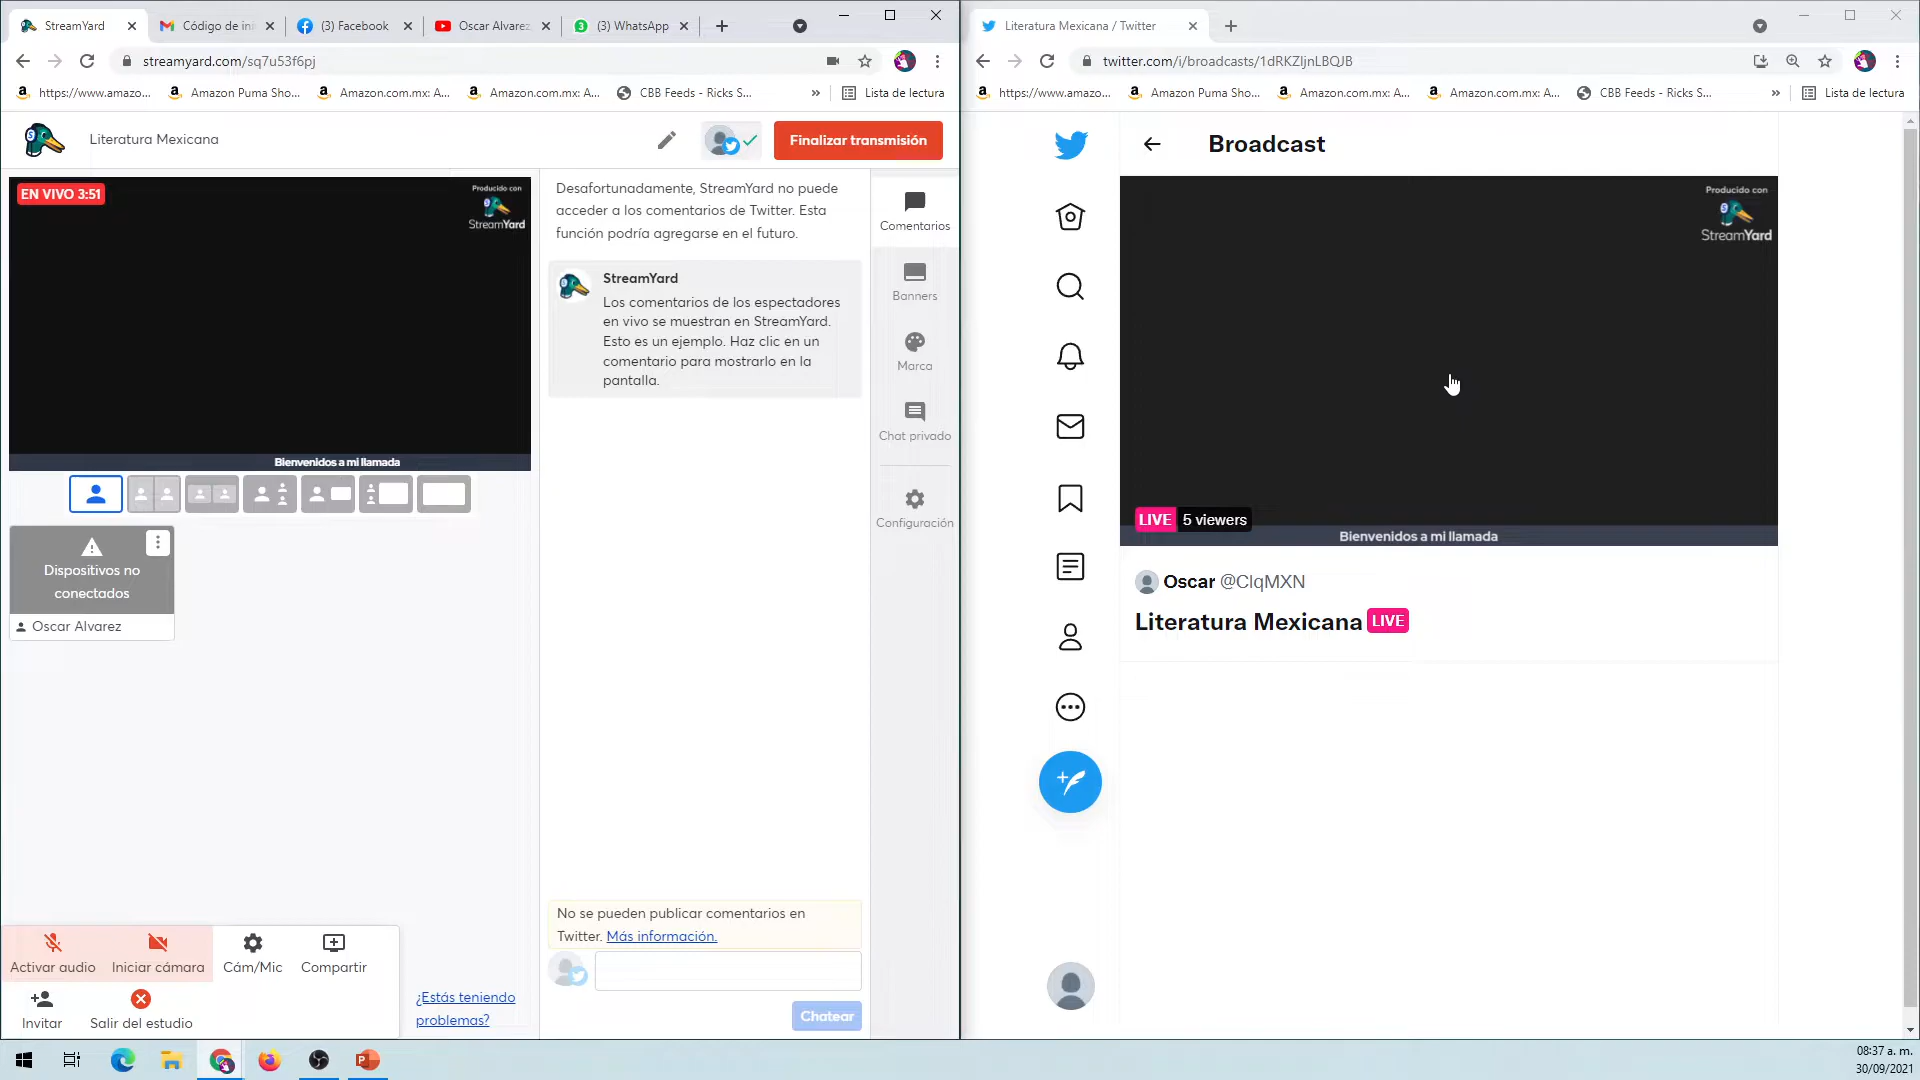 StreamYard
Código de ini
(3) Facebook
Oscar Alvarez
(3) WhatsApp
streamyard.com/sq7u53f6pj
https://www.amazo...
Amazon Puma Sho...
Amazon.com.mx: A...
Amazon.com.mx: A...
CBB Feeds - Ricks S...
»
Lista de lectura
Literatura Mexicana
Finalizar transmisión
EN VIVO 3:51
Producido con
StreamYard
Bienvenidos a mi llamada
Dispositivos no
conectados
Oscar Alvarez
Desafortunadamente, StreamYard no puede
acceder a los comentarios de Twitter. Esta
función podría agregarse en el futuro.
StreamYard
Los comentarios de los espectadores
en vivo se muestran en StreamYard.
Esto es un ejemplo. Haz clic en un
comentario para mostrarlo en la
pantalla.
Comentarios
Banners
Marca
Chat privado
Configuración
No se pueden publicar comentarios en
Twitter. Más información.
Chatear
Activar audio
Iniciar cámara
Cám/Mic
Compartir
Invitar
Salir del estudio
¿Estás teniendo
problemas?
Literatura Mexicana / Twitter
twitter.com/i/broadcasts/1dRKZljnLBQJB
https://www.amazo...
Amazon Puma Sho...
Amazon.com.mx: A...
Amazon.com.mx: A...
CBB Feeds - Ricks S...
»
Lista de lectura
Broadcast
Producido con
StreamYard
LIVE 5 viewers
Bienvenidos a mi llamada
Oscar @ClqMXN
Literatura Mexicana LIVE
08:37 a. m.
30/09/2021